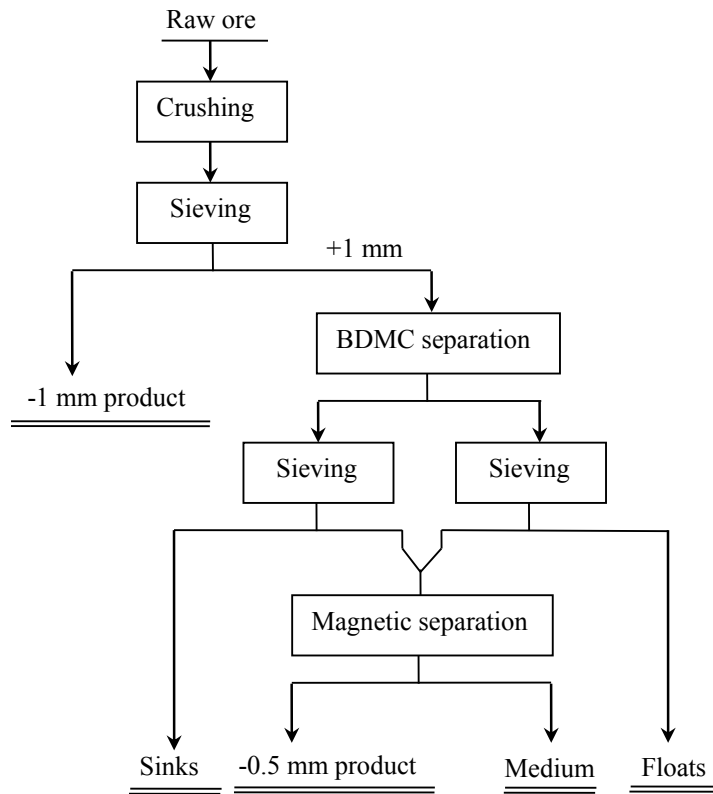 Raw ore
Crushing
Sieving
+1 mm
BDMC separation
-1 mm product
Sieving
Sieving
Magnetic separation
Sinks
-0.5 mm product
Medium
Floats